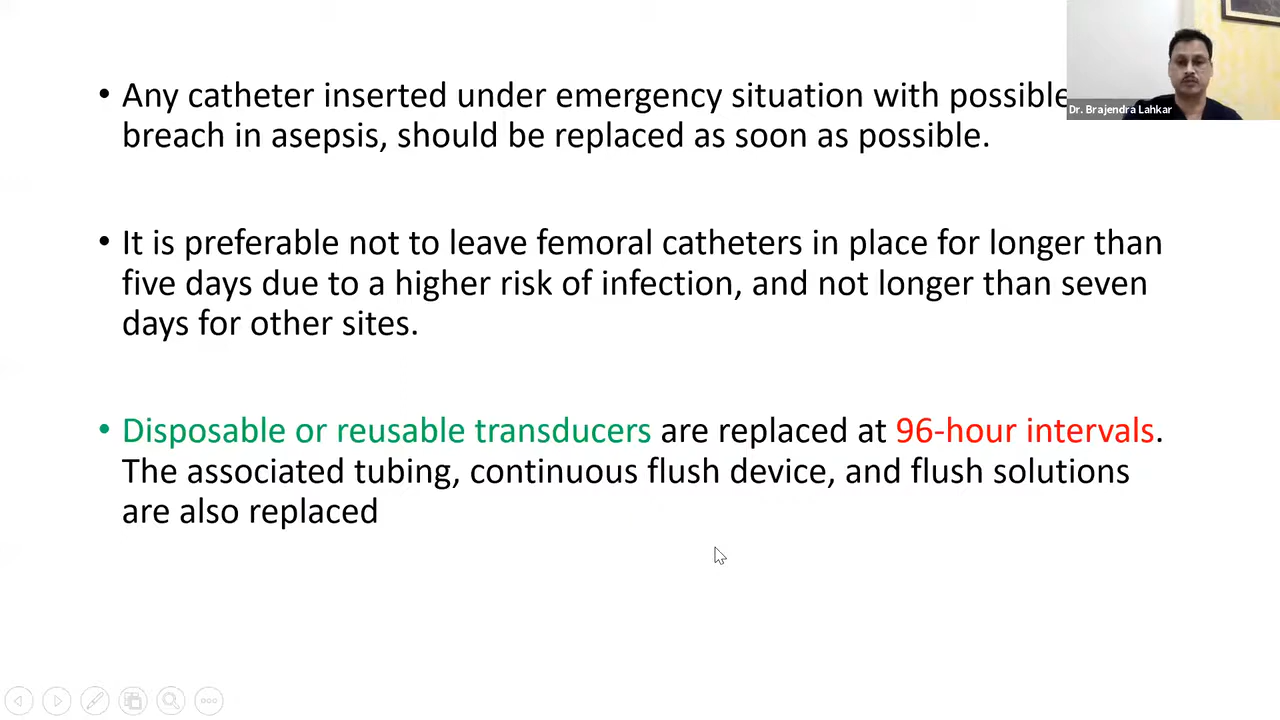 • Any catheter inserted under emergency situation with possible
breach in asepsis, should be replaced as soon as possible.
Dr. Brajendra Lahkar
• It is preferable not to leave femoral catheters in place for longer than
five days due to a higher risk of infection, and not longer than seven
days for other sites.
• Disposable or reusable transducers are replaced at 96-hour intervals.
The associated tubing, continuous flush device, and flush solutions
are also replaced